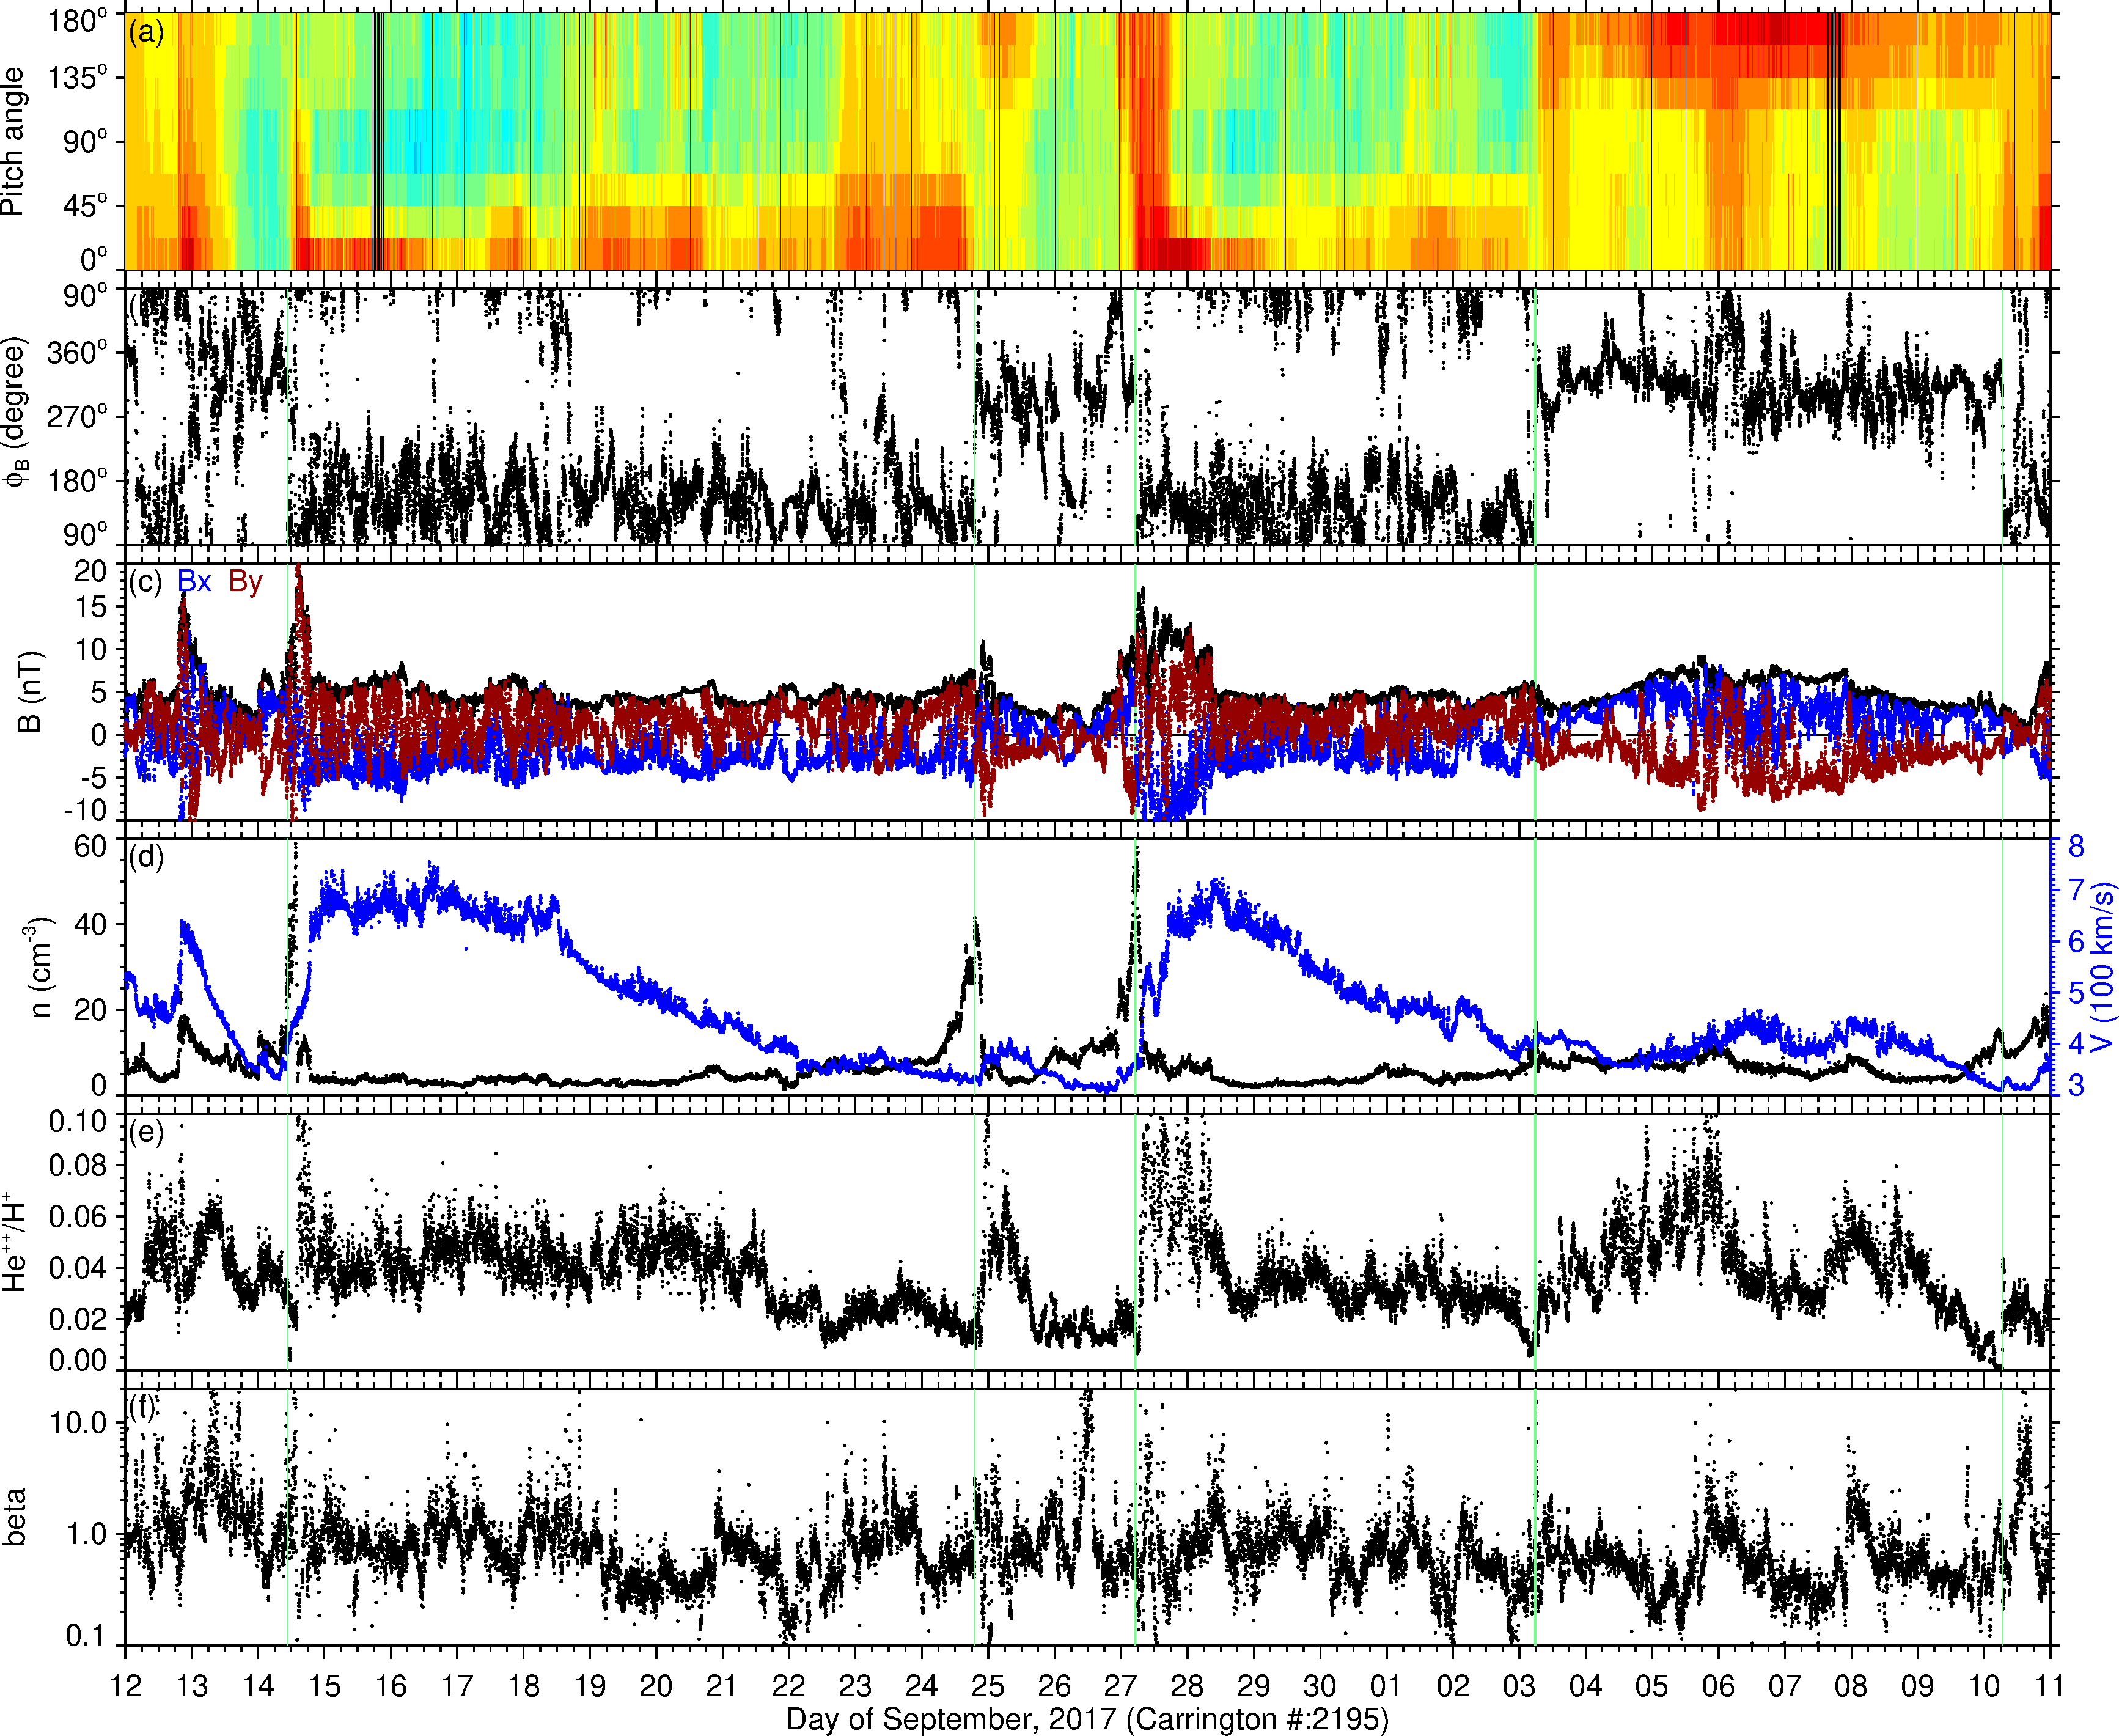 (a)
180°
135°
90°
45°
0°
Pitch angle
90°
360°
270°
180°
90°
ϕB (degree)
(c) Bx By
20
15
10
5
0
-5
-10
B (nT)
(d)
60
40
20
0
n (cm-3)
8
7
6
5
4
3
V (100 km/s)
(e)
0.10
0.08
0.06
0.04
0.02
0.00
He++/H+
(f)
10.0
1.0
0.1
beta
12 13 14 15 16 17 18 19 20 21 22 23 24 25 26 27 28 29 30 01 02 03 04 05 06 07 08 09 10 11
Day of September, 2017 (Carrington #:2195)